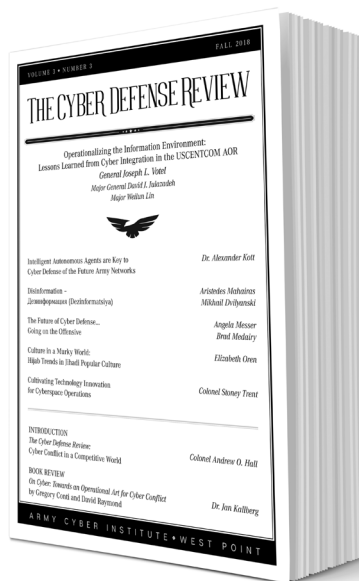 VOLUME 3 • NUMBER 3
FALL 2018
THE CYBER DEFENSE REVIEW
Operationalizing the Information Environment:
Lessons Learned from Cyber Integration in the USCENTCOM AOR
General Joseph L. Votel
Major General David J. Julazadeh
Major Weilun Lin
Intelligent Autonomous Agents are Key to
Cyber Defense of the Future Army Networks
Dr. Alexander Kott
Disinformation –
Дезинформация (Dezinformatsiya)
Aristedes Mahairas
Mikhail Dvilyanski
The Future of Cyber Defense...
Going on the Offensive
Angela Messer
Brad Medairy
Culture in a Murky World:
Hijab Trends in Jihadi Popular Culture
Elizabeth Oren
Cultivating Technology Innovation
for Cyberspace Operations
Colonel Stoney Trent
INTRODUCTION
The Cyber Defense Review:
Cyber Conflict in a Competitive World
Colonel Andrew O. Hall
BOOK REVIEW
On Cyber: Towards an Operational Art for Cyber Conflict
by Gregory Conti and David Raymond
Dr. Jan Kallberg
ARMY CYBER INSTITUTE • WEST POINT